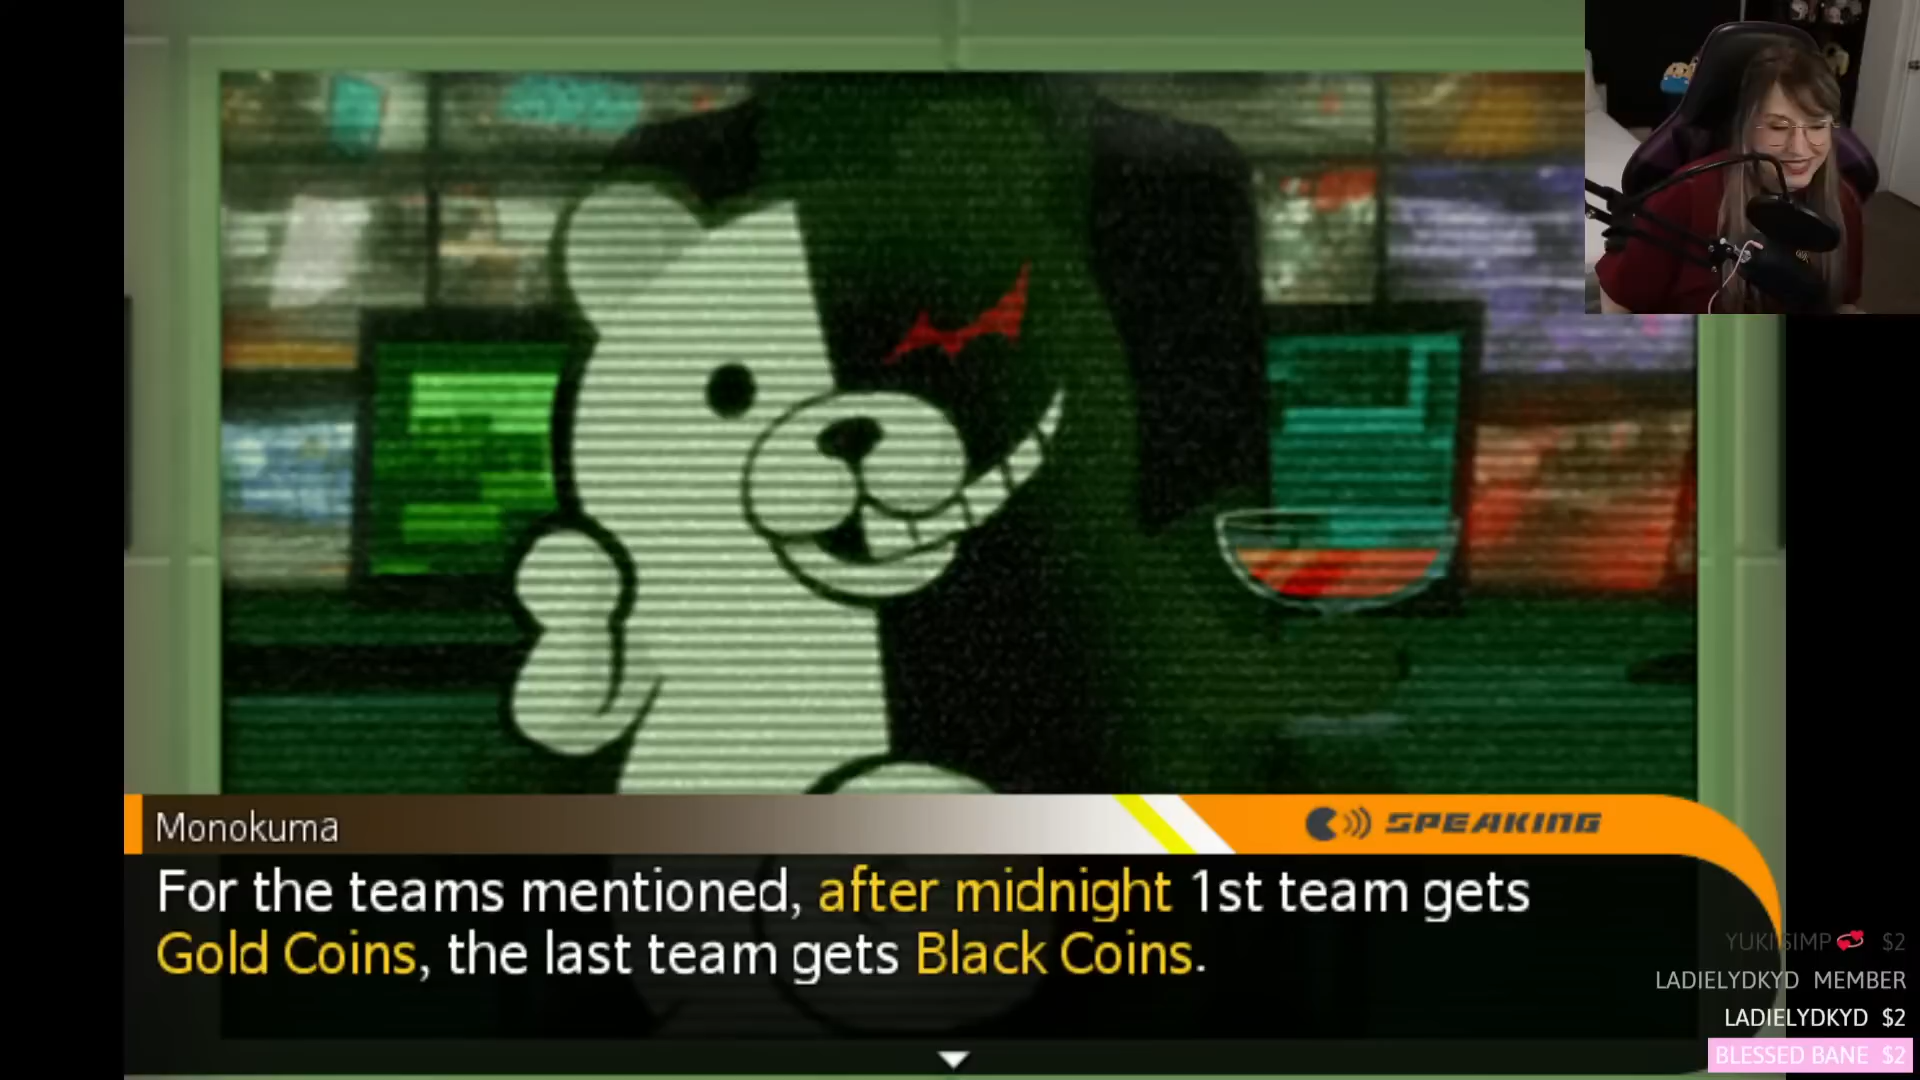 Monokuma
SPEAKING
For the teams mentioned, after midnight 1st team gets
Gold Coins, the last team gets Black Coins.
YUKIISIMP💞 $2
LADIELYDKYD MEMBER
LADIELYDKYD $2
BLESSED BANE $2